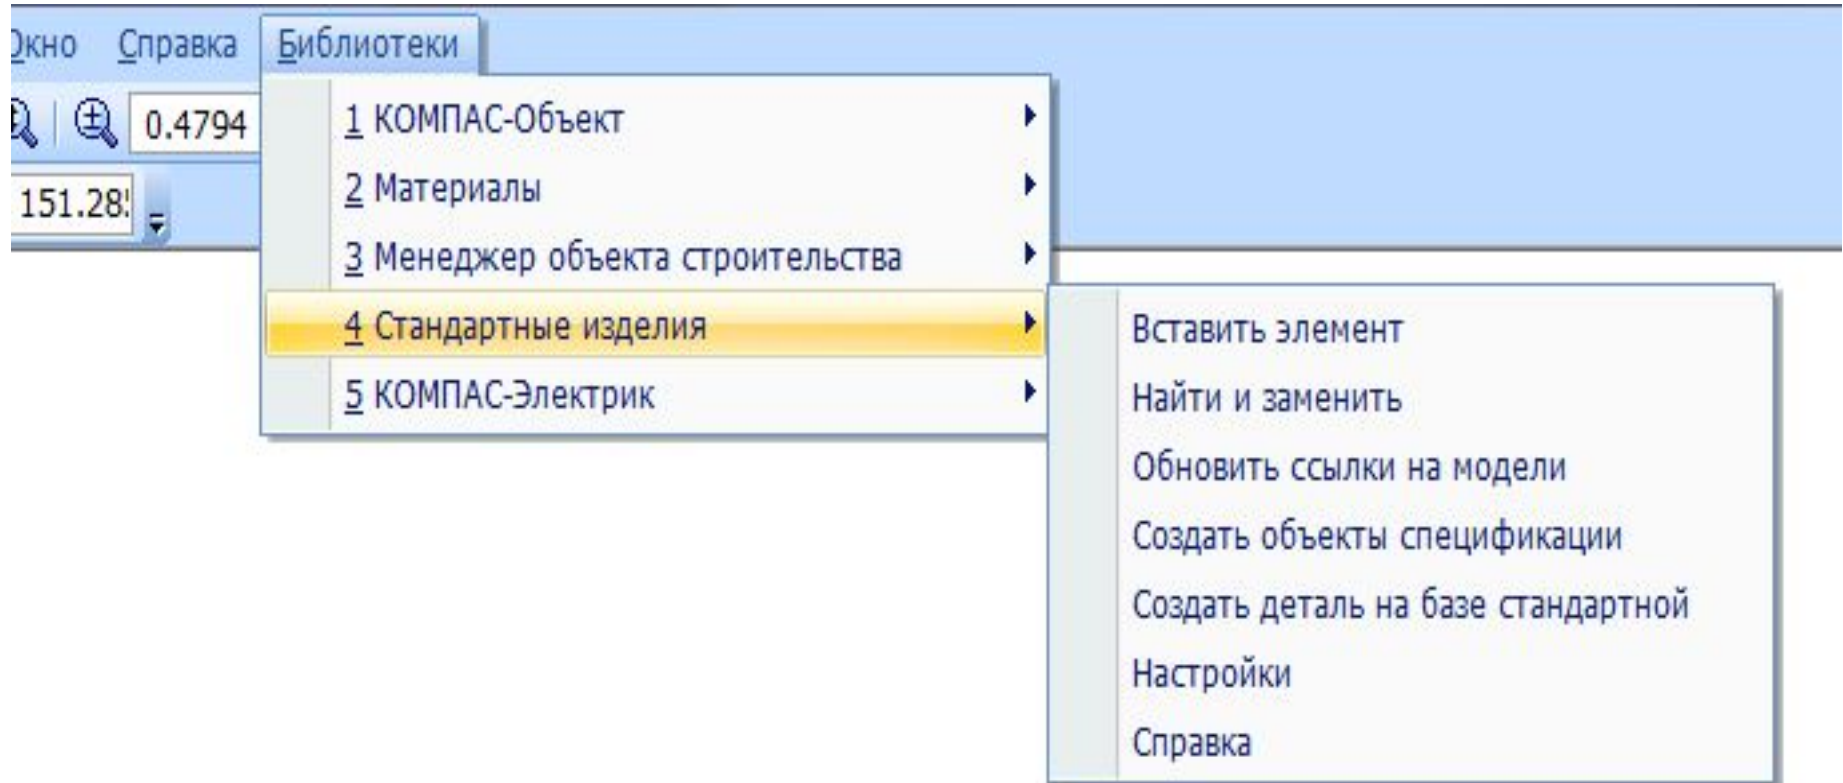 Окно Справка Библиотеки
0.4794
151.28
1 КОМПАС-Объект
2 Материалы
3 Менеджер объекта строительства
4 Стандартные изделия
5 КОМПАС-Электрик
Вставить элемент
Найти и заменить
Обновить ссылки на модели
Создать объекты спецификации
Создать деталь на базе стандартной
Настройки
Справка